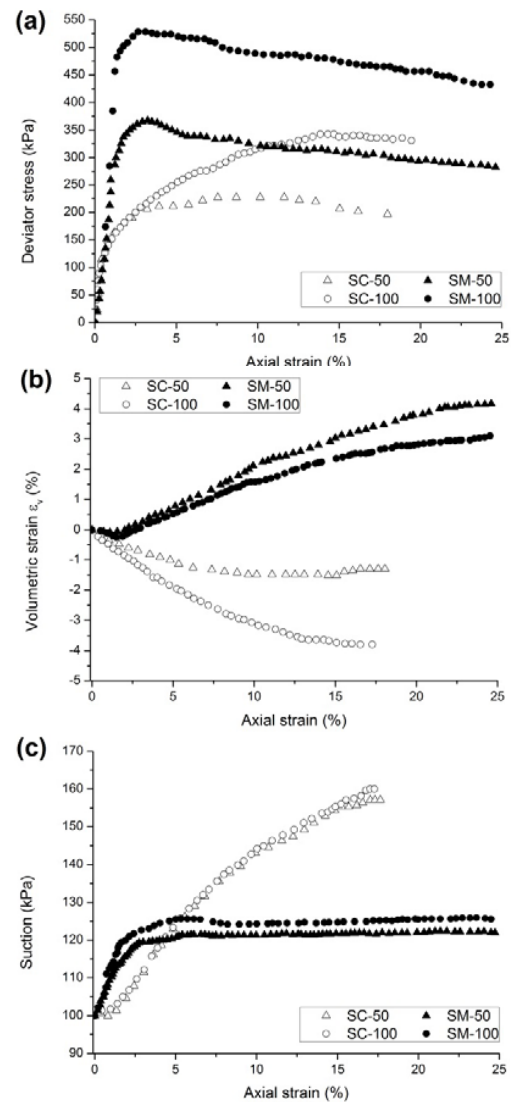 (a)
550
500
450
400
350
300
250
200
150
100
50
0
Deviator stress (kPa)
SC-50 SM-50
SC-100 SM-100
0 5 10 15 20 25
Axial strain (%)
(b)
SC-50 SM-50
SC-100 SM-100
5
4
3
2
1
0
-1
-2
-3
-4
-5
Volumetric strain εv (%)
0 5 10 15 20 25
Axial strain (%)
(c)
170
160
150
140
130
120
110
100
90
Suction (kPa)
SC-50 SM-50
SC-100 SM-100
0 5 10 15 20 25
Axial strain (%)